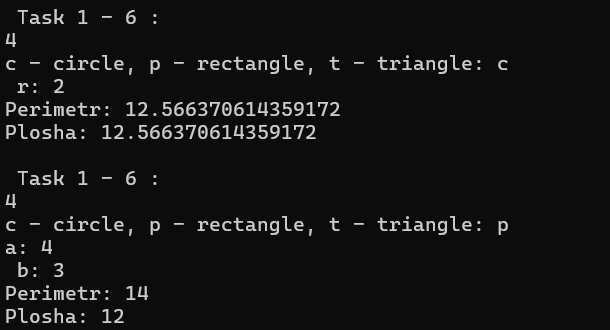 Task 1 - 6 :
4
c - circle, p - rectangle, t - triangle: c
r: 2
Perimetr: 12.566370614359172
Plosha: 12.566370614359172
Task 1 - 6 :
4
c - circle, p - rectangle, t - triangle: p
a: 4
b: 3
Perimetr: 14
Plosha: 12